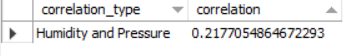 correlation_type correlation
Humidity and Pressure 0.2177054864672293